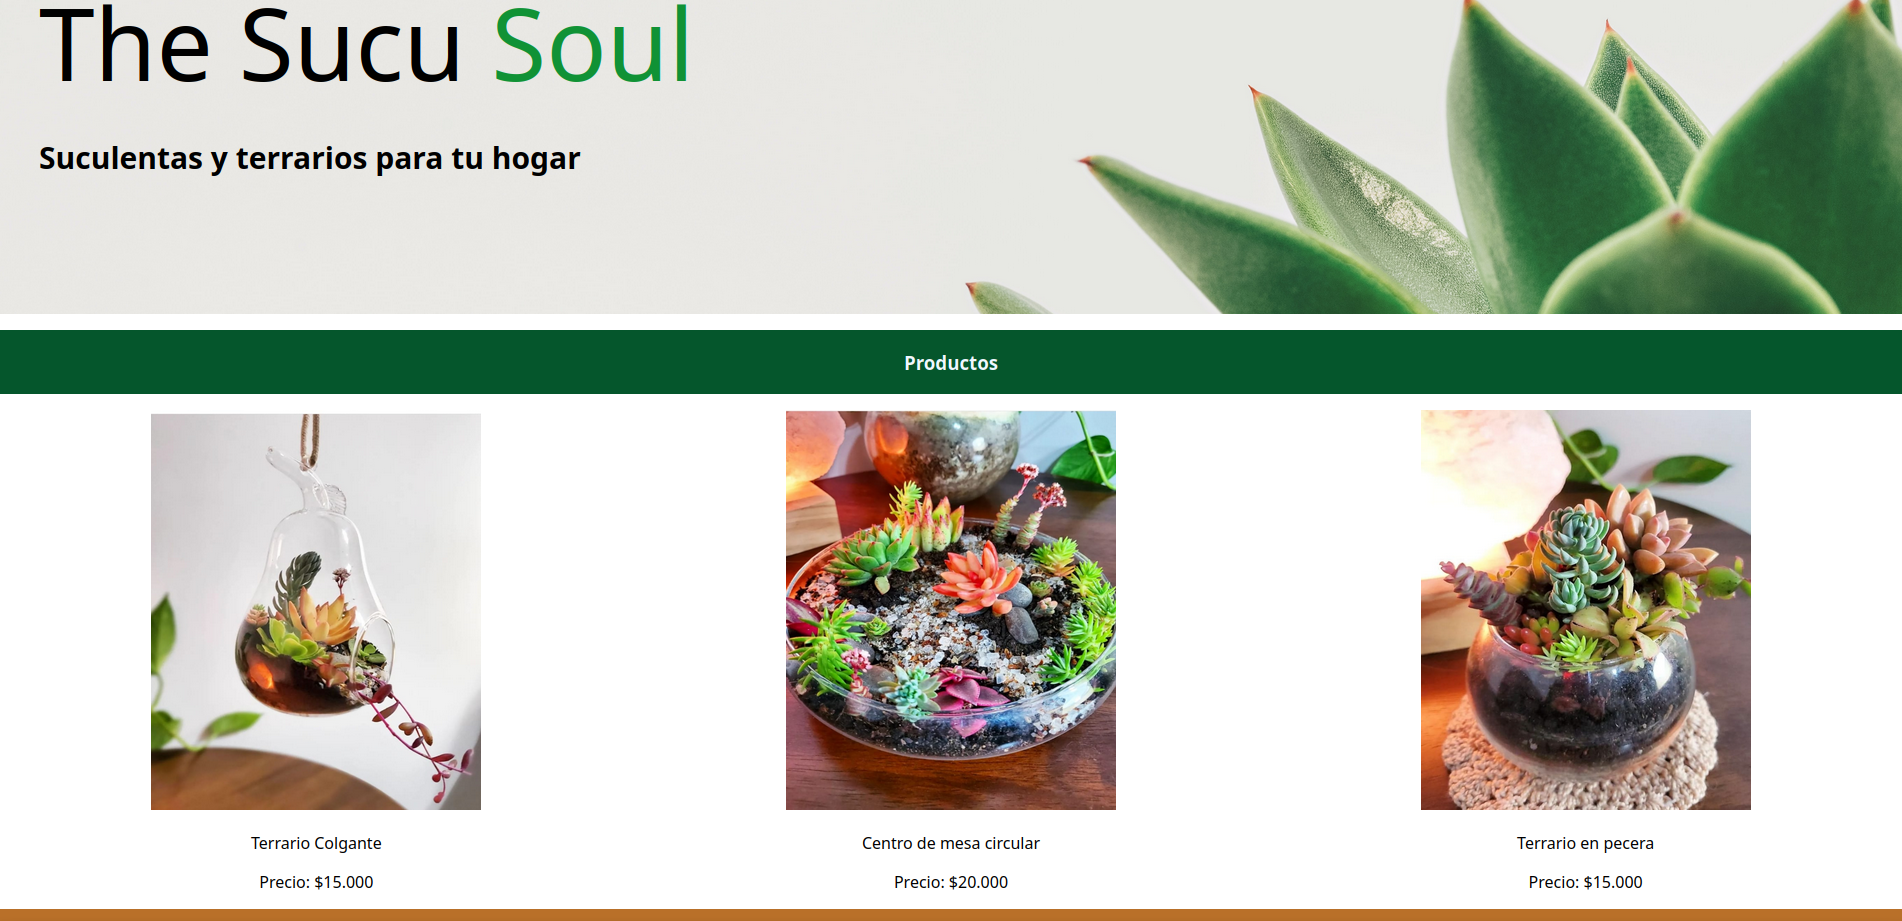 The Sucu Soul
Suculentas y terrarios para tu hogar
Productos
Terrario Colgante
Precio: $15.000
Centro de mesa circular
Precio: $20.000
Terrario en pecera
Precio: $15.000